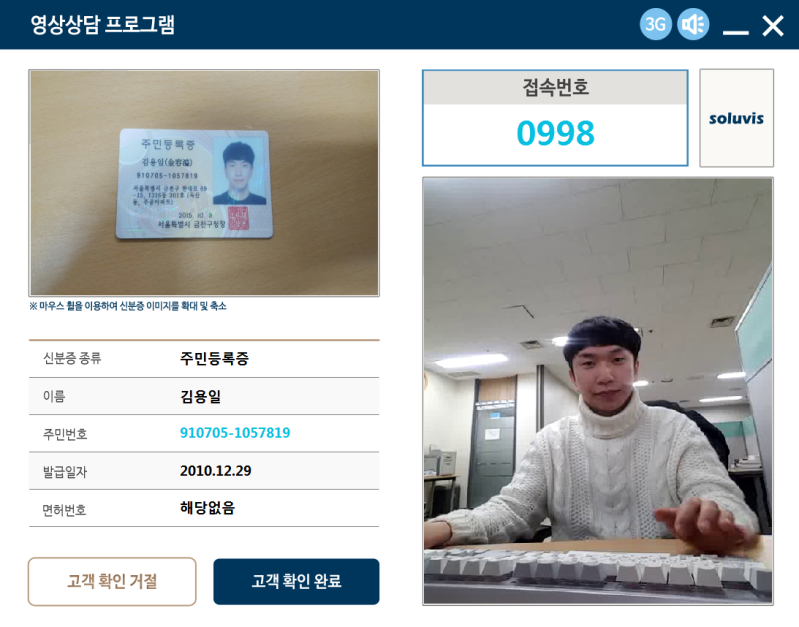 영상상담 프로그램
3G
주민등록증
김용일(金容溢)
910705-1057819
서울특별시 금천구
2015. 10. 8
서울특별시 금천구청장
※ 마우스 휠을 이용하여 신분증 이미지를 확대 및 축소
신분증 종류 주민등록증
이름 김용일
주민번호 910705-1057819
발급일자 2010.12.29
면허번호 해당없음
고객 확인 거절
고객 확인 완료
접속번호
0998
soluvis